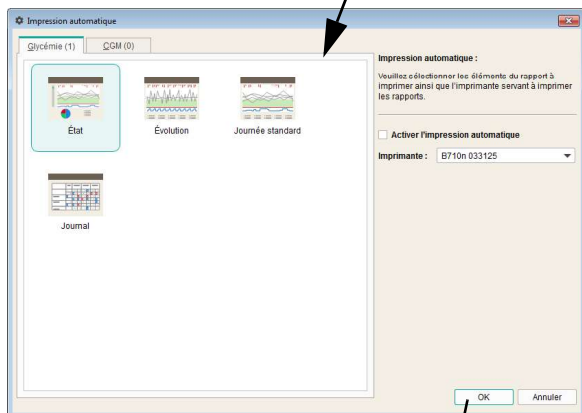 Impression automatique
Glycémie (1)
CGM (0)
Impression automatique :
Veuillez sélectionner les éléments du rapport à
imprimer ainsi que l'imprimante servant à imprimer
les rapports.
État
Évolution
Journée standard
Activer l'impression automatique
Imprimante :
B710n 033125
Journal
OK
Annuler